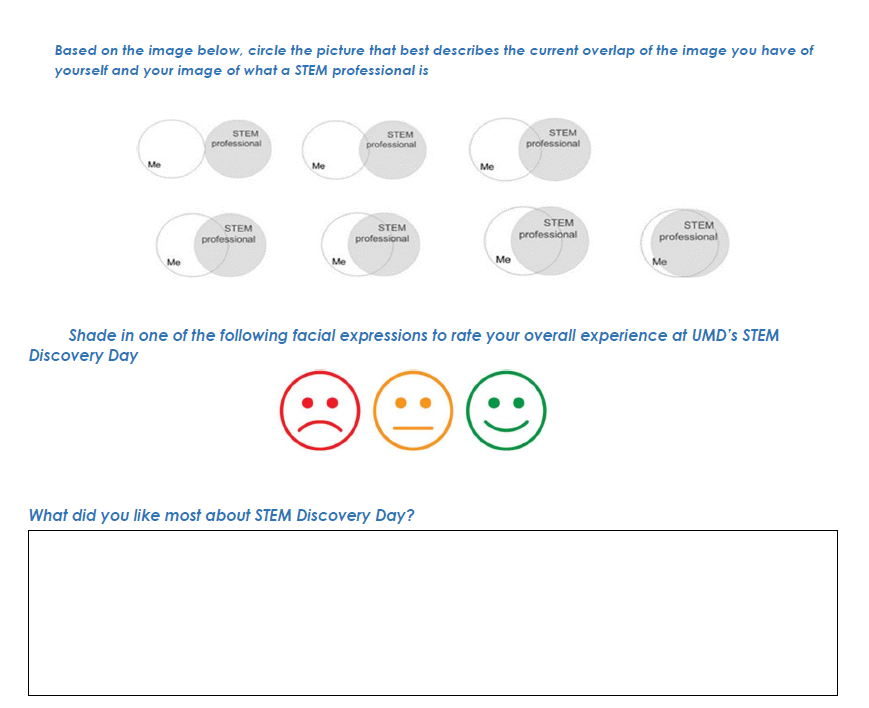 Based on the image below, circle the picture that best describes the current overlap of the image you have of
yourself and your image of what a STEM professional is
STEM
professional
Me
STEM
professional
Me
STEM
professional
Me
STEM
professional
Me
STEM
professional
Me
STEM
professional
Me
STEM
professional
Me
Shade in one of the following facial expressions to rate your overall experience at UMD's STEM
Discovery Day
What did you like most about STEM Discovery Day?